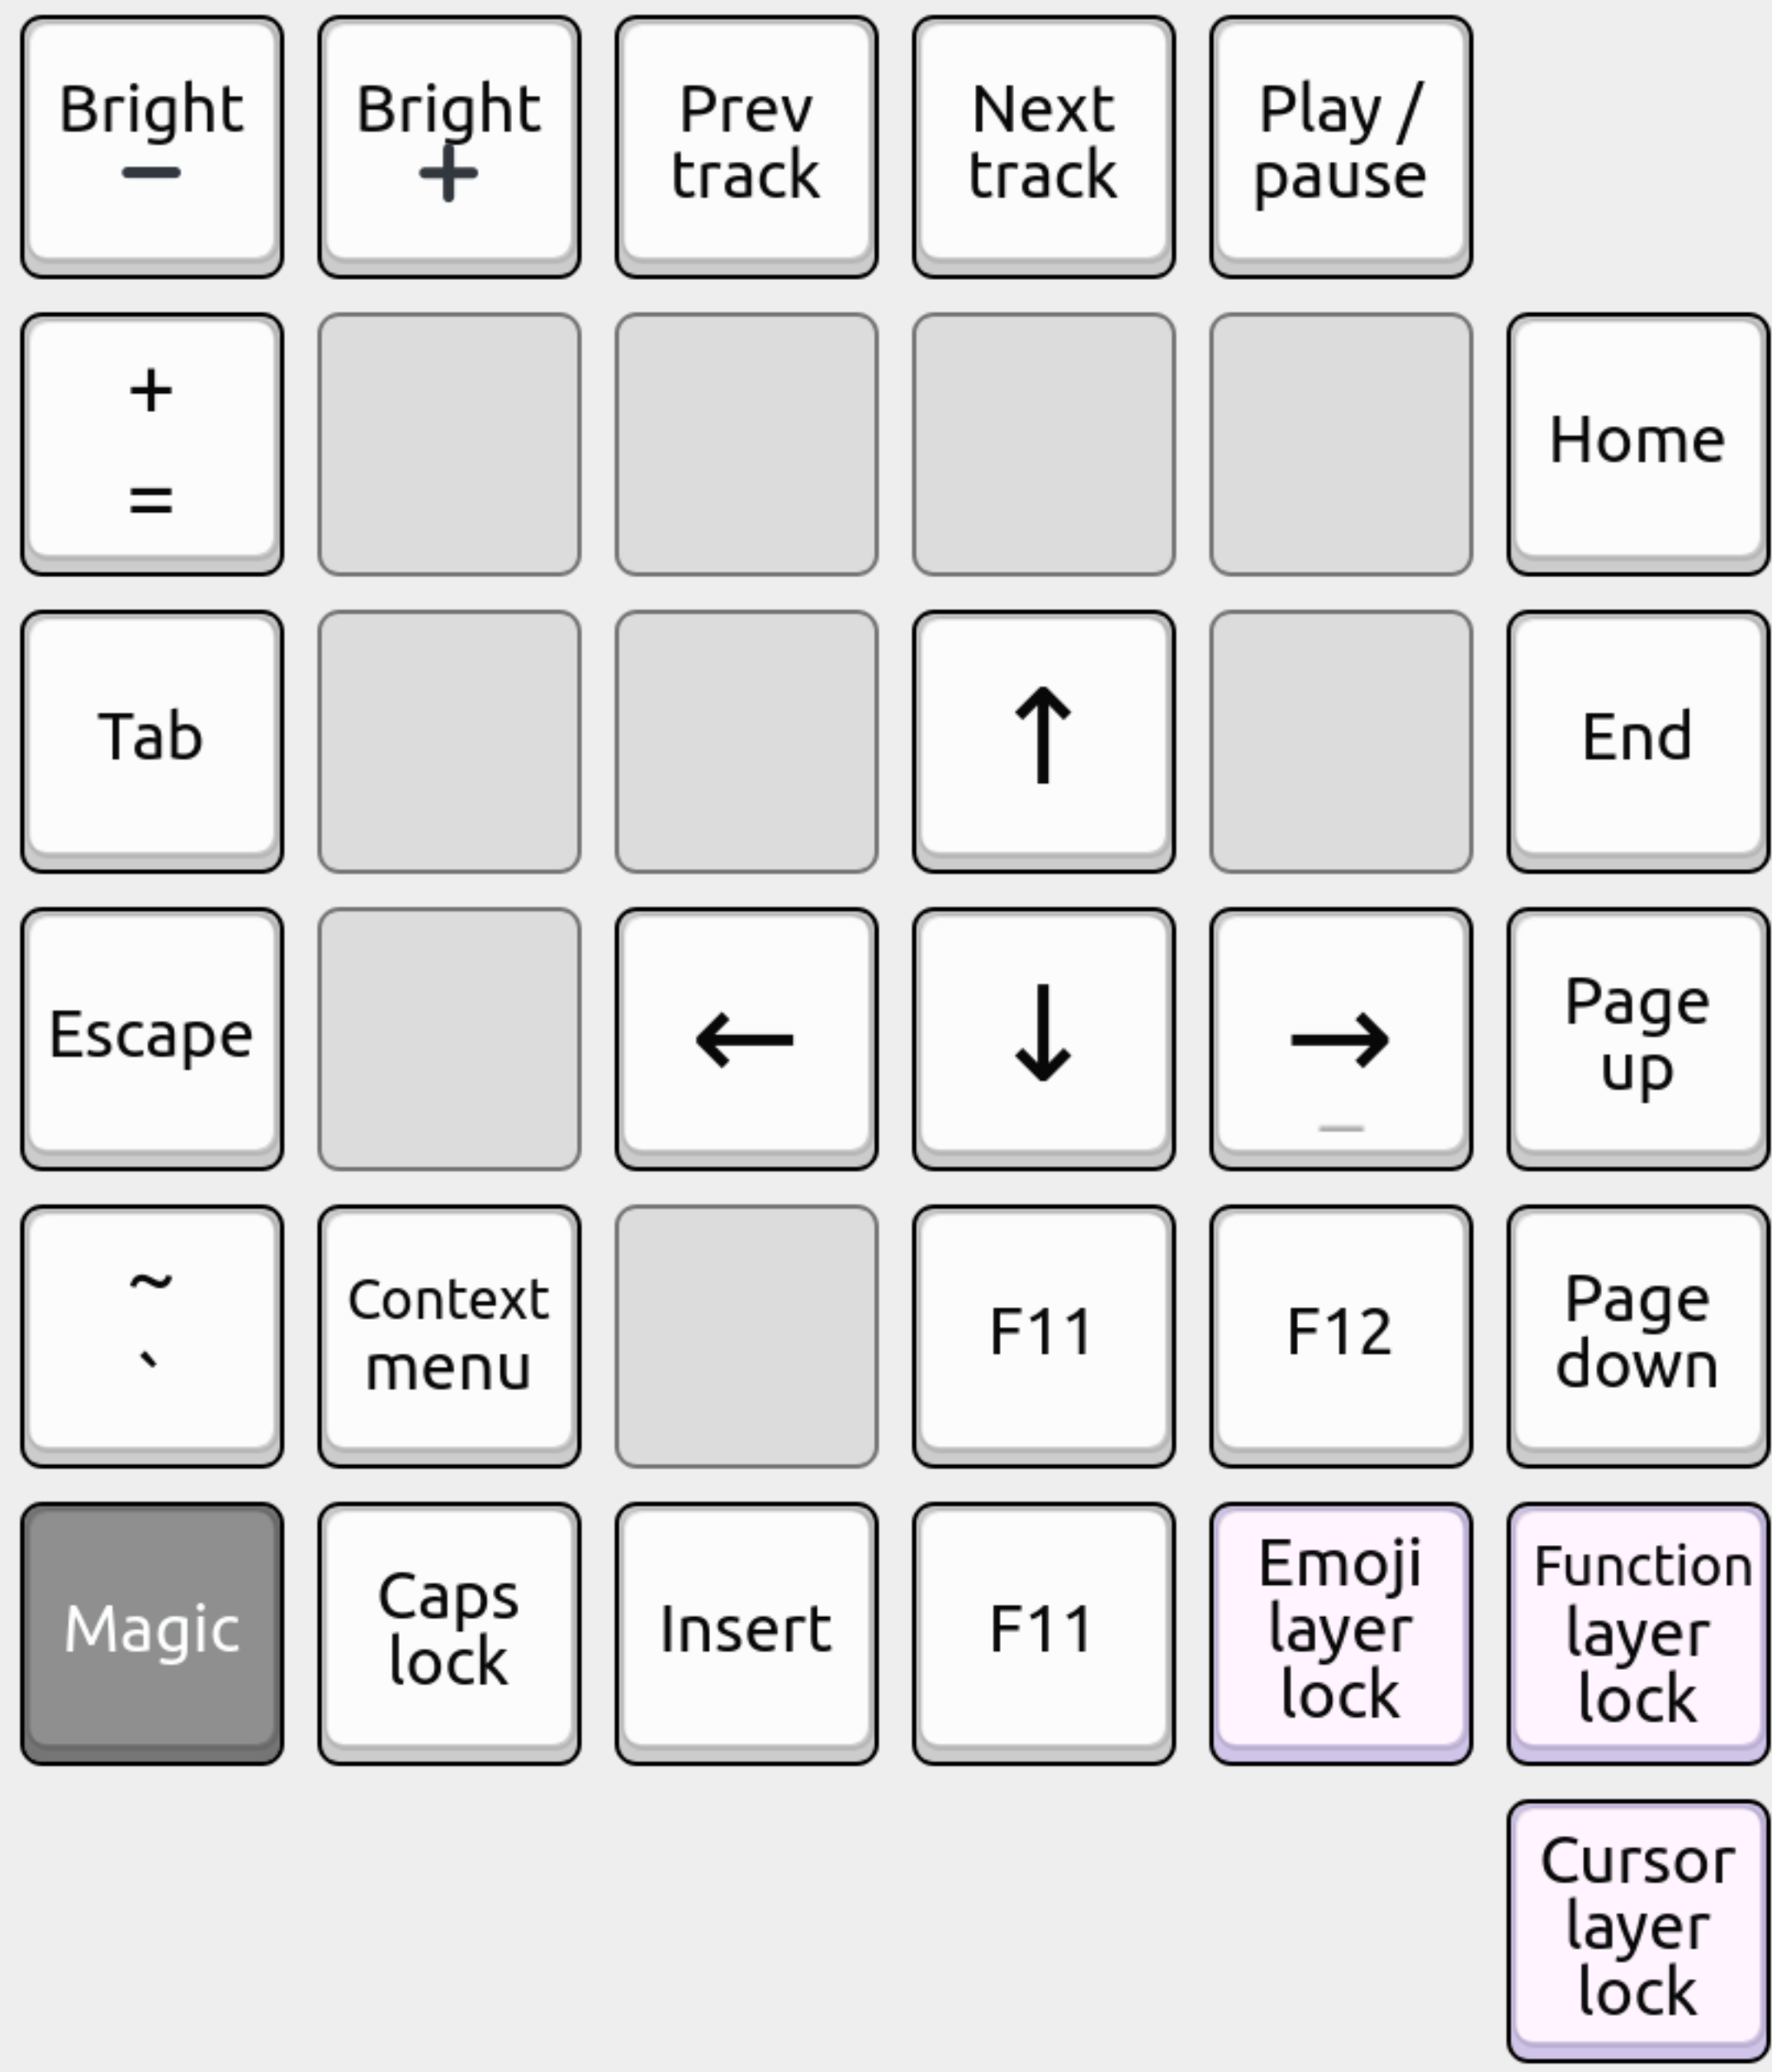 Bright Bright Prev Next Play /
− + track track pause
+
=
Home
Tab ↑ End
Escape ← ↓ → Page
_ up
~ Context F11 F12 Page
` menu down
Magic Caps Insert F11 Emoji Function
lock layer layer
lock lock
Cursor
layer
lock